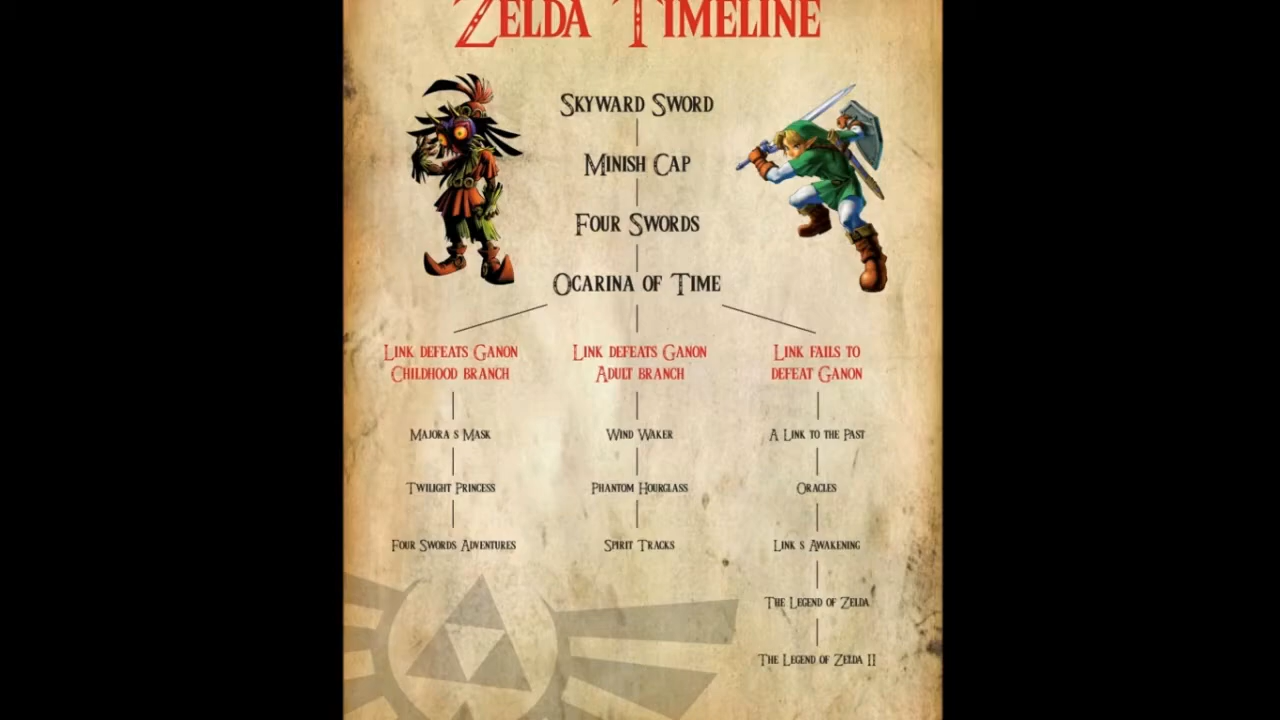 Zelda Timeline
Skyward Sword
Minish Cap
Four Swords
Ocarina of Time
Link defeats Ganon
Childhood branch
Link defeats Ganon
Adult branch
Link fails to
defeat Ganon
Majora s Mask
Wind Waker
A Link to the Past
Twilight Princess
Phantom Hourglass
Oracles
Four Swords Adventures
Spirit Tracks
Link s Awakening
The Legend of Zelda
The Legend of Zelda II